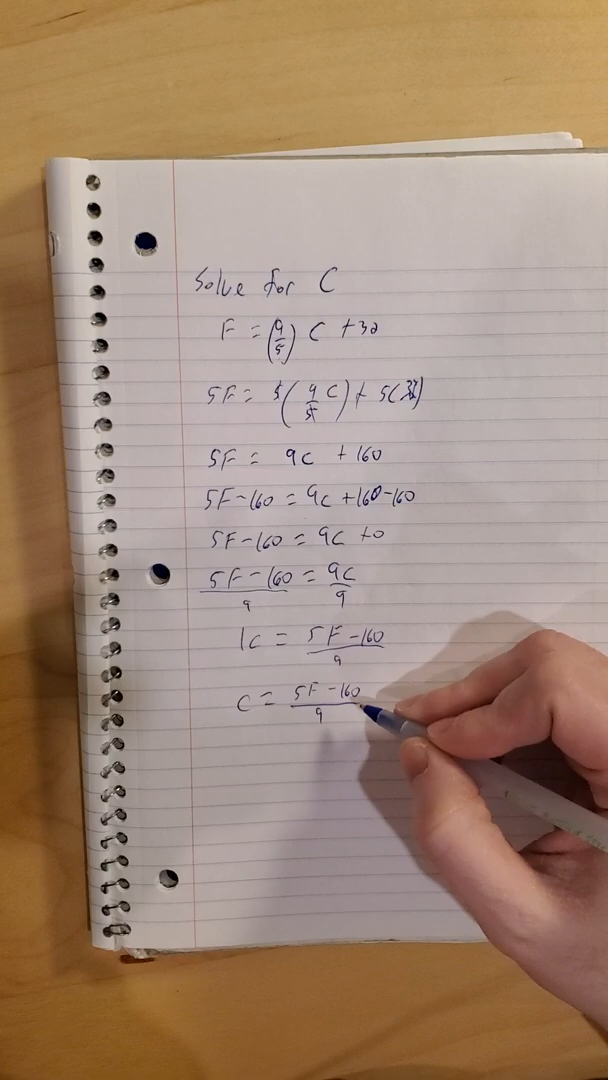 Solve for C
F = (9/5) C + 32
5F = 5(9/5 C) + 5(32)
5F = 9C + 160
5F-160 = 9C+160-160
5F-160 = 9C+0
5F-160/9 = 9C/9
1C = 5F-160/9
C = 5F-160/9